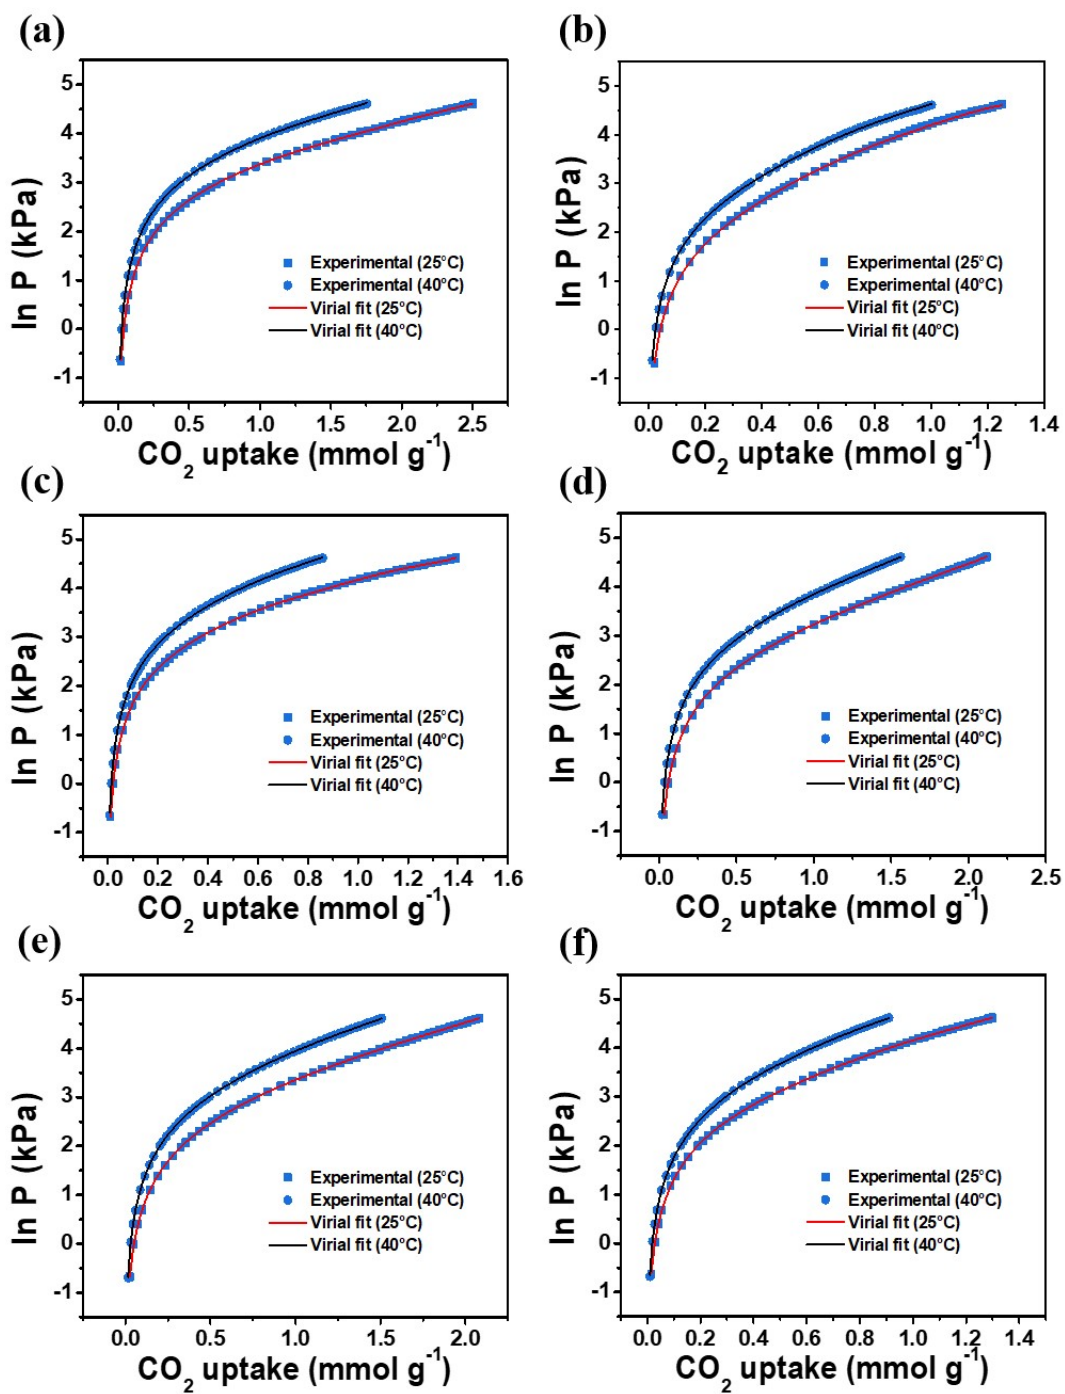 (a)
ln P (kPa)
5
4
3
2
1
0
-1
Experimental (25°C)
Experimental (40°C)
Virial fit (25°C)
Virial fit (40°C)
0.0 0.5 1.0 1.5 2.0 2.5
CO2 uptake (mmol g-1)
(b)
ln P (kPa)
5
4
3
2
1
0
-1
Experimental (25°C)
Experimental (40°C)
Virial fit (25°C)
Virial fit (40°C)
0.0 0.2 0.4 0.6 0.8 1.0 1.2 1.4
CO2 uptake (mmol g-1)
(c)
ln P (kPa)
5
4
3
2
1
0
-1
Experimental (25°C)
Experimental (40°C)
Virial fit (25°C)
Virial fit (40°C)
0.0 0.2 0.4 0.6 0.8 1.0 1.2 1.4 1.6
CO2 uptake (mmol g-1)
(d)
ln P (kPa)
5
4
3
2
1
0
-1
Experimental (25°C)
Experimental (40°C)
Virial fit (25°C)
Virial fit (40°C)
0.0 0.5 1.0 1.5 2.0 2.5
CO2 uptake (mmol g-1)
(e)
ln P (kPa)
5
4
3
2
1
0
-1
Experimental (25°C)
Experimental (40°C)
Virial fit (25°C)
Virial fit (40°C)
0.0 0.5 1.0 1.5 2.0
CO2 uptake (mmol g-1)
(f)
ln P (kPa)
5
4
3
2
1
0
-1
Experimental (25°C)
Experimental (40°C)
Virial fit (25°C)
Virial fit (40°C)
0.0 0.2 0.4 0.6 0.8 1.0 1.2 1.4
CO2 uptake (mmol g-1)